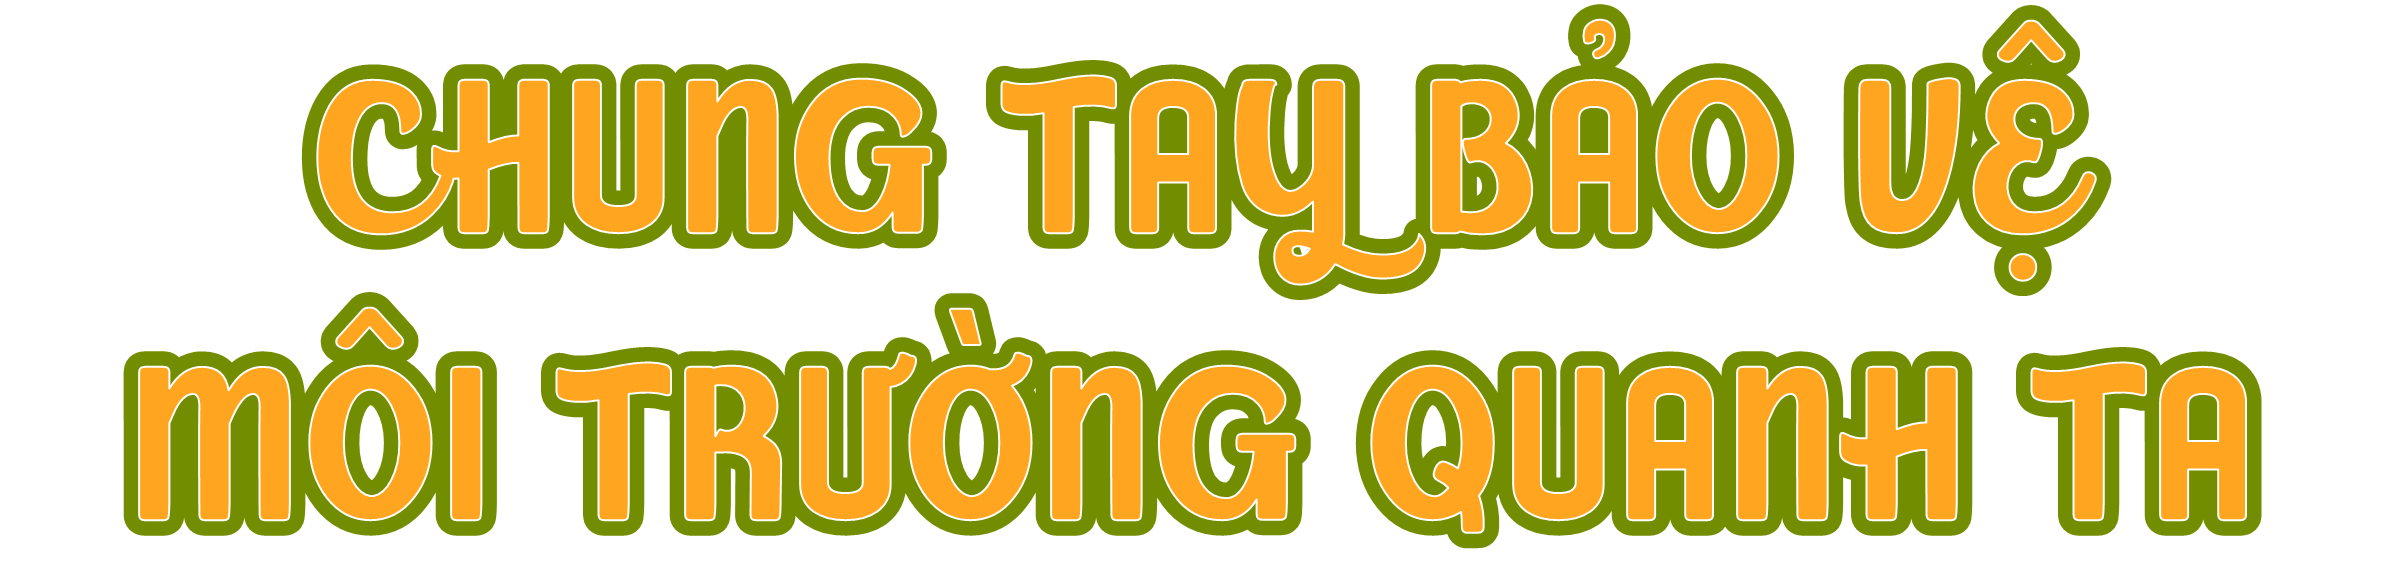 CHUNG TAY BẢO VỆ
MÔI TRƯỜNG QUANH TA